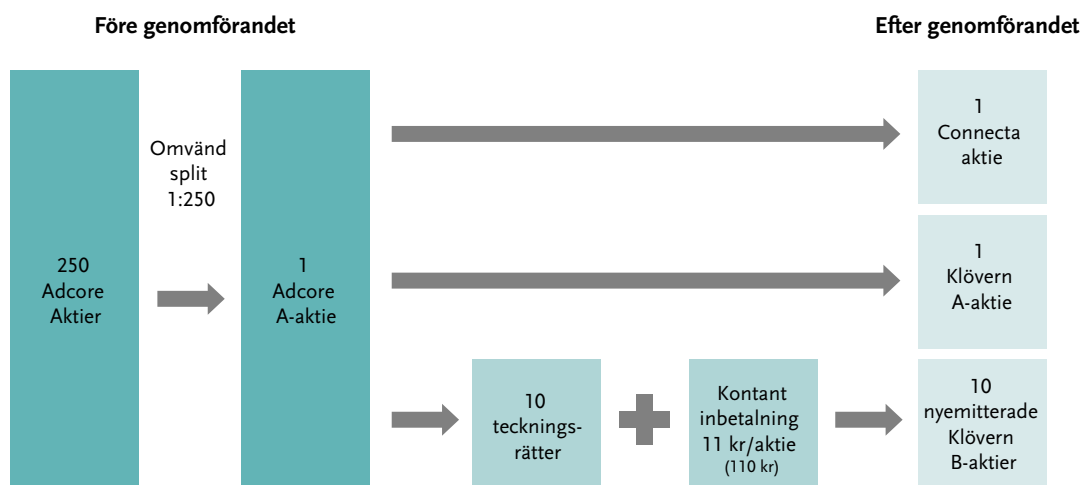 Före genomförandet
Efter genomförandet
250
Adcore
Aktier
Omvänd
split
1:250
1
Adcore
A-aktie
1
Connecta
aktie
1
Klövern
A-aktie
10
tecknings-
rätter
Kontant
inbetalning
11 kr/aktie
(110 kr)
10
nyemitterade
Klövern
B-aktier